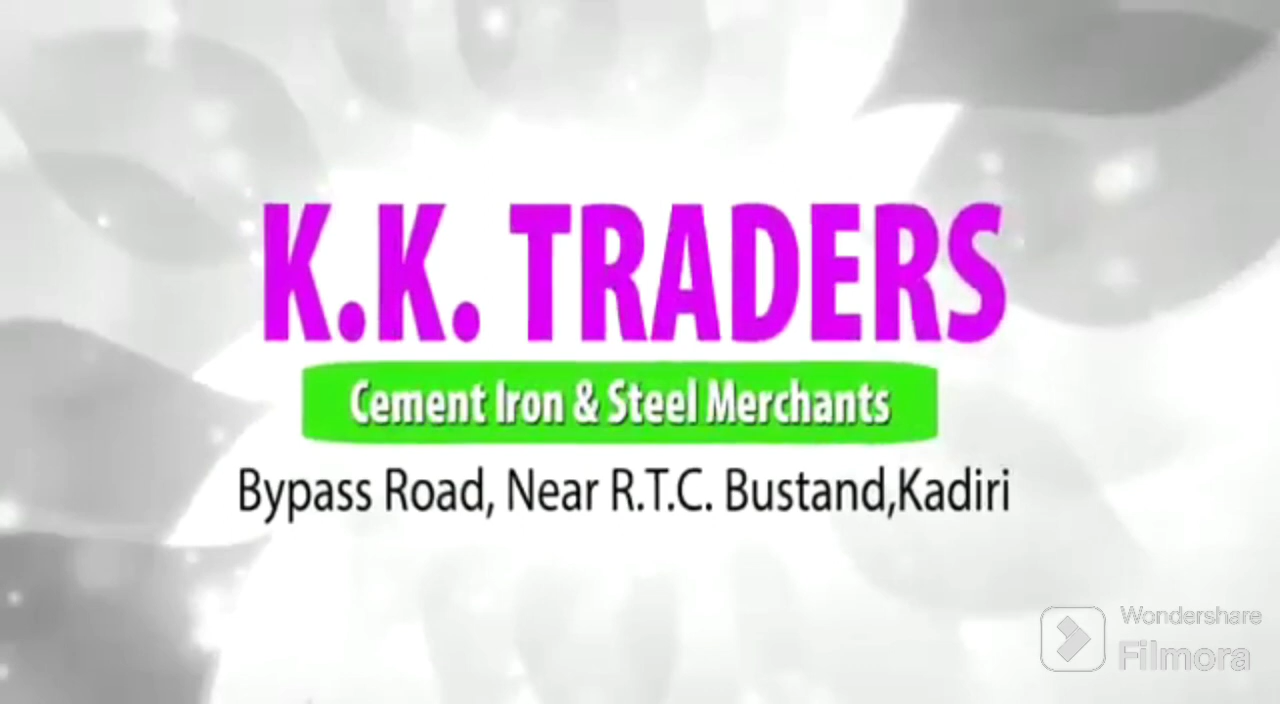 K.K. TRADERS
Cement Iron & Steel Merchants
Bypass Road, Near R.T.C. Bustand,Kadiri
Wondershare
Filmora